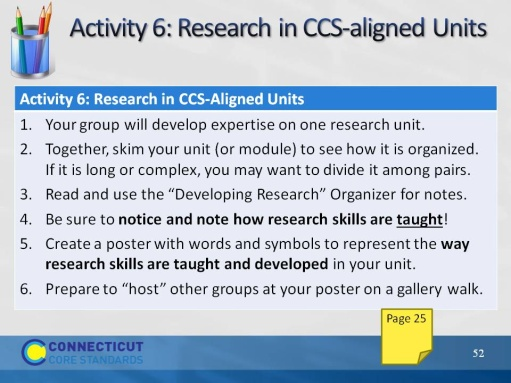 Activity 6: Research in CCS-aligned Units
Activity 6: Research in CCS-Aligned Units
1. Your group will develop expertise on one research unit.
2. Together, skim your unit (or module) to see how it is organized.
If it is long or complex, you may want to divide it among pairs.
3. Read and use the “Developing Research” Organizer for notes.
4. Be sure to notice and note how research skills are taught!
5. Create a poster with words and symbols to represent the way
research skills are taught and developed in your unit.
6. Prepare to “host” other groups at your poster on a gallery walk.
Page 25
CONNECTICUT
CORE STANDARDS
52